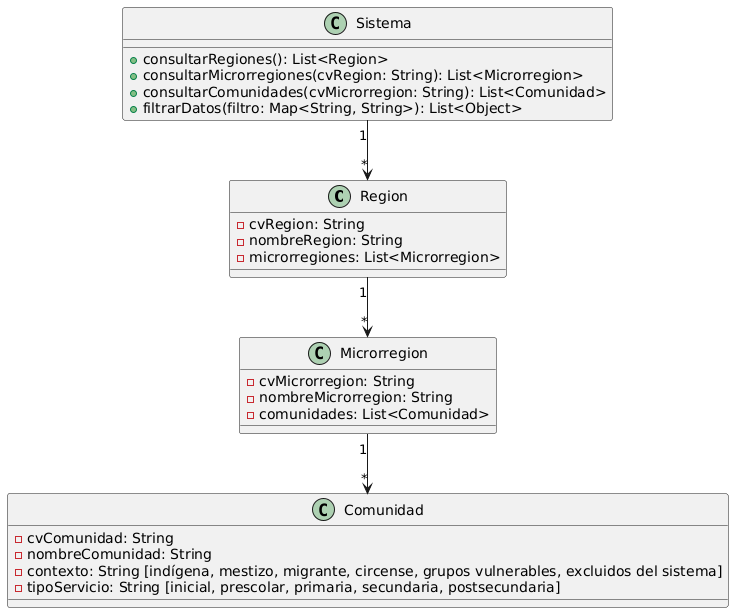 C Sistema
consultarRegiones(): List<Region>
consultarMicrorregiones(cvRegion: String): List<Microrregion>
consultarComunidades(cvMicrorregion: String): List<Comunidad>
filtrarDatos(filtro: Map<String, String>): List<Object>
1
*
C Region
cvRegion: String
nombreRegion: String
microrregiones: List<Microrregion>
1
*
C Microrregion
cvMicrorregion: String
nombreMicrorregion: String
comunidades: List<Comunidad>
1
*
C Comunidad
cvComunidad: String
nombreComunidad: String
contexto: String [indígena, mestizo, migrante, circense, grupos vulnerables, excluidos del sistema]
tipoServicio: String [inicial, prescolar, primaria, secundaria, postsecundaria]